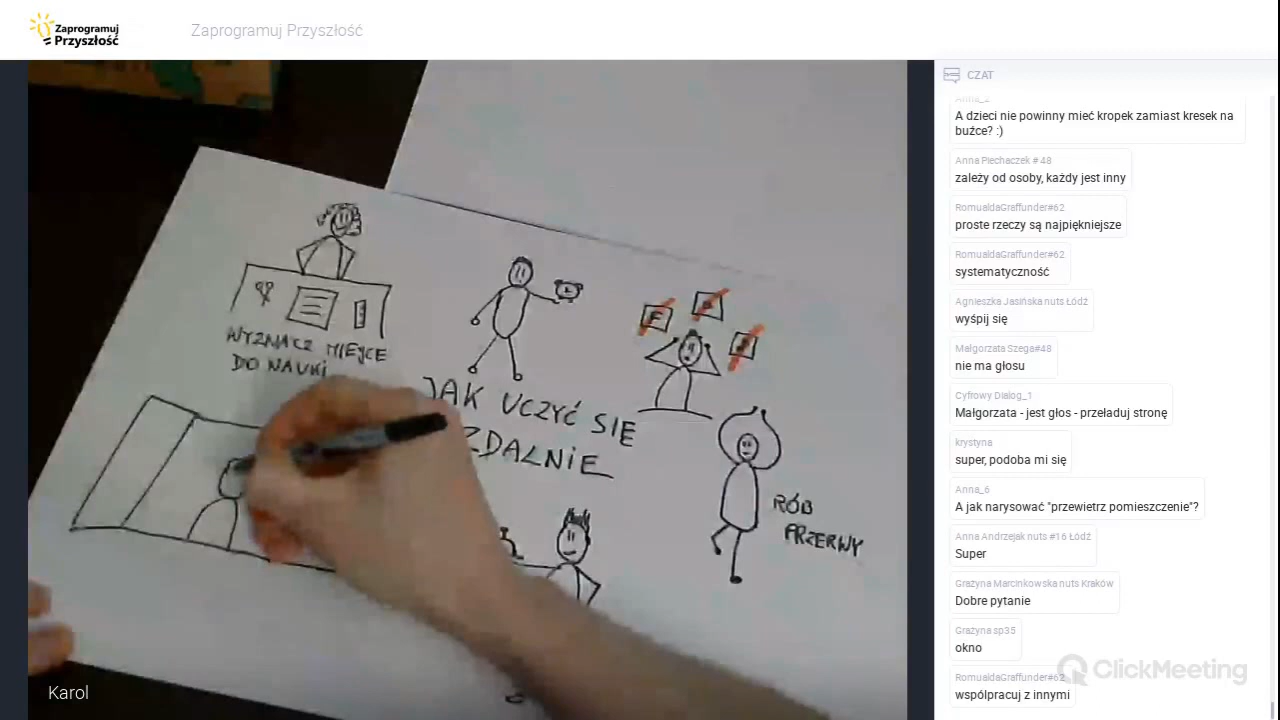 Zaprogramuj
Przyszłość
Zaprogramuj Przyszłość
WYZNACZ MIEJCE
DO NAUKI
JAK UCZYĆ SIĘ
ZDALNIE
F
RÓB
PRZERWY
Karol
CZAT
Anna_2
A dzieci nie powinny mieć kropek zamiast kresek na
buźce? :)
Anna Piechaczek # 48
zależy od osoby, każdy jest inny
RomualdaGraffunder#62
proste rzeczy są najpiękniejsze
RomualdaGraffunder#62
systematyczność
Agnieszka Jasińska nuts Łódź
wyśpij się
Małgorzata Szega#48
nie ma głosu
Cyfrowy Dialog_1
Małgorzata - jest głos - przeładuj stronę
krystyna
super, podoba mi się
Anna_6
A jak narysować "przewietrz pomieszczenie"?
Anna Andrzejak nuts #16 Łódź
Super
Grażyna Marcinkowska nuts Kraków
Dobre pytanie
Grażyna sp35
okno
RomualdaGraffunder#62
wspólpracuj z innymi
ClickMeeting